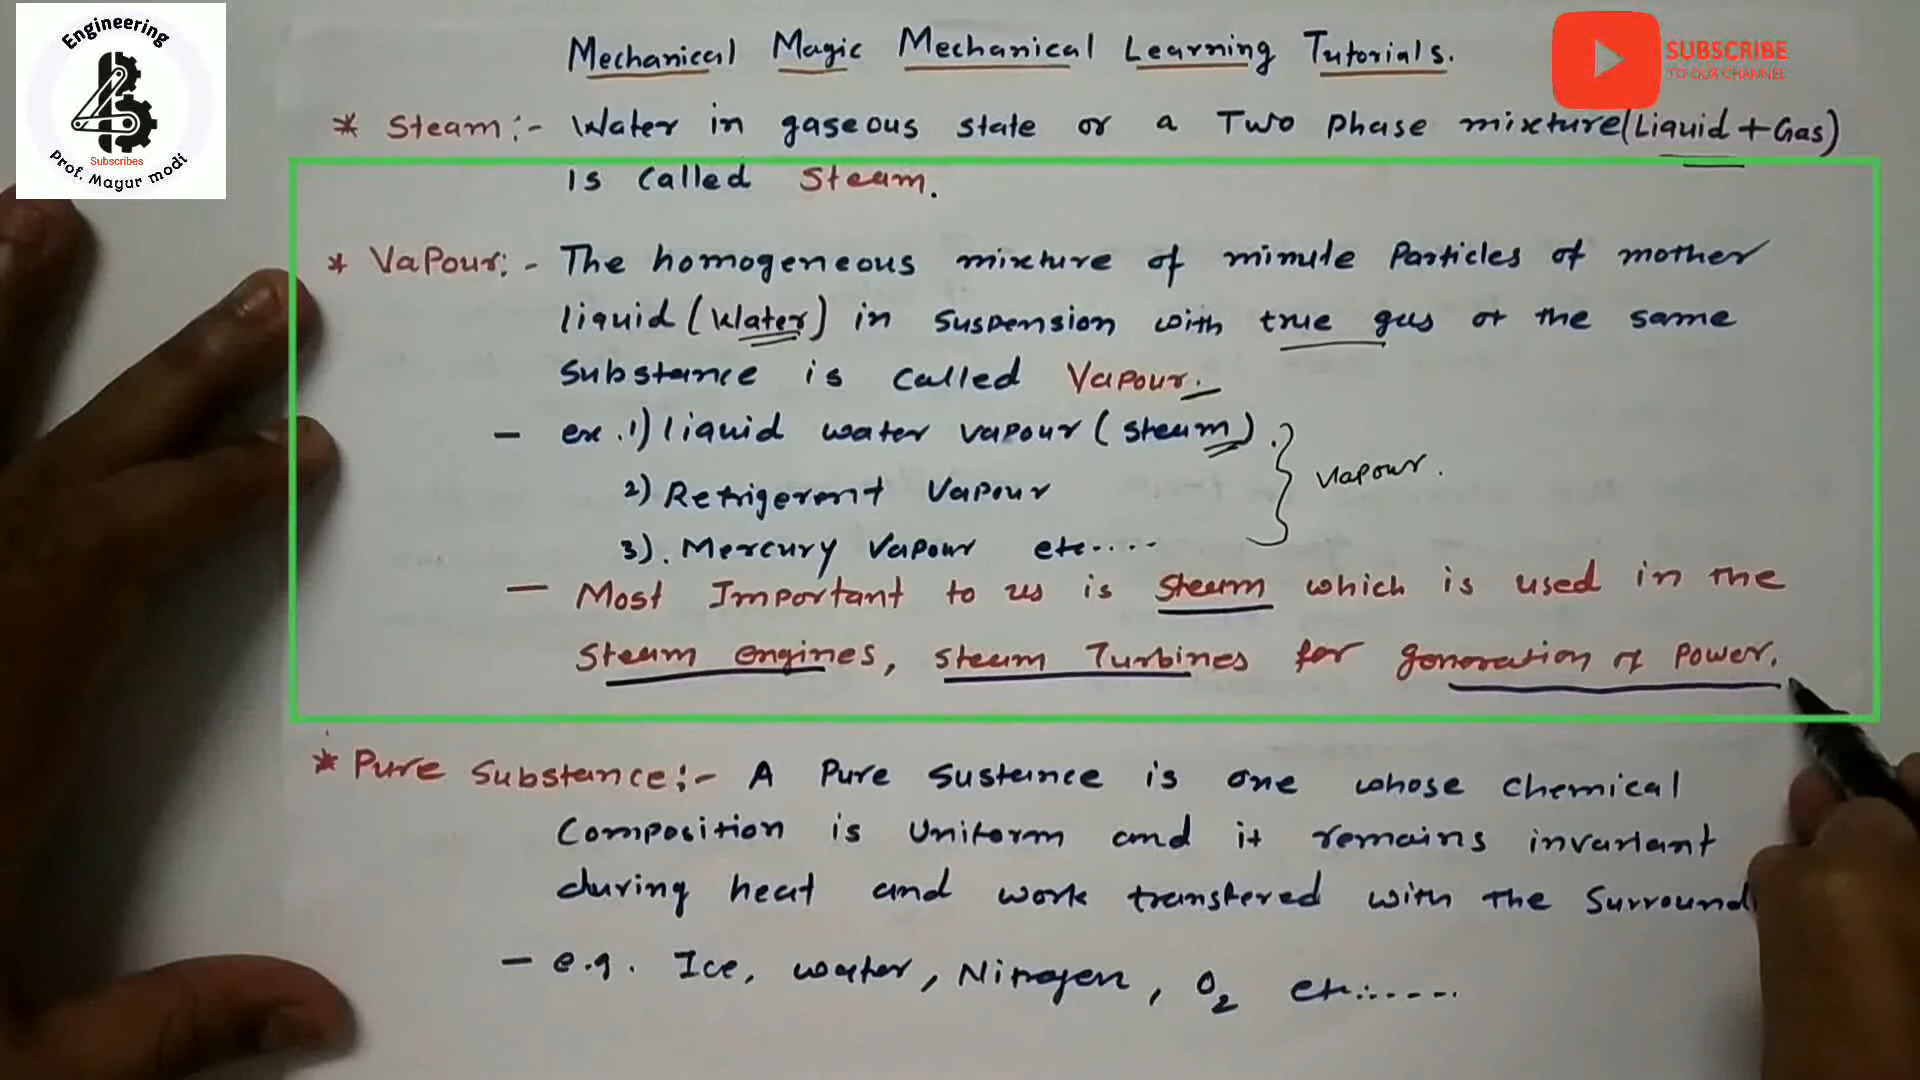 Engineering
Subscribes
Prof. Mayur modi
SUBSCRIBE
TO OUR CHANNEL
Mechanical Magic Mechanical Learning Tutorials.
* Steam:- Water in gaseous state or a Two Phase mixture(Liquid+Gas)
is called Steam.
* Vapour:- The homogeneous mixture of minute Particles of mother
liquid (Water) in suspension with true gas of the same
Substance is called Vapour.
- ex. 1) liquid water vapour (steam).
2) Refrigerent Vapour
3). Mercury Vapour etc....
Vapour.
- Most Important to us is steam which is used in the
Steam engines, steam Turbines for generation of Power.
* Pure Substance:- A Pure Sustance is one whose chemical
Composition is Uniform and it remains invariant
during heat and work transfered with the Surround
- e.g. Ice, water, Nitrogen, O2 etc......